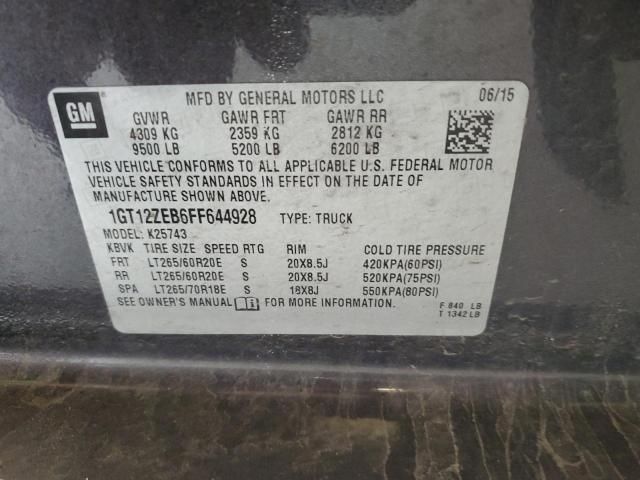 GM
MFD BY GENERAL MOTORS LLC 06/15
GVWR GAWR FRT GAWR RR
4309 KG 2359 KG 2812 KG
9500 LB 5200 LB 6200 LB
THIS VEHICLE CONFORMS TO ALL APPLICABLE U.S. FEDERAL MOTOR
VEHICLE SAFETY STANDARDS IN EFFECT ON THE DATE OF
MANUFACTURE SHOWN ABOVE.
1GT12ZEB6FF644928 TYPE: TRUCK
MODEL: K25743
KBVK TIRE SIZE SPEED RTG RIM COLD TIRE PRESSURE
FRT LT265/60R20E S 20X8.5J 420KPA(60PSI)
RR LT265/60R20E S 20X8.5J 520KPA(75PSI)
SPA LT265/70R18E S 18X8J 550KPA(80PSI)
SEE OWNER'S MANUAL FOR MORE INFORMATION.
F 840 LB
T 1342 LB